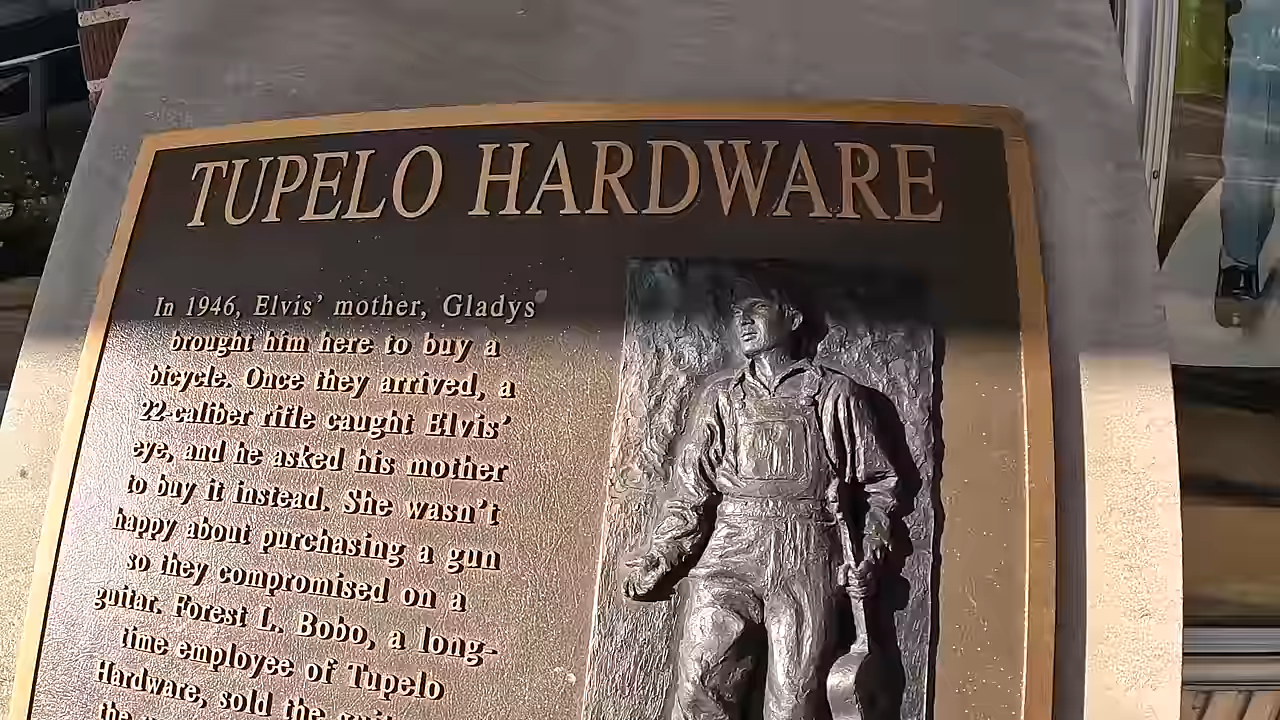 TUPELO HARDWARE
In 1946, Elvis' mother, Gladys
brought him here to buy a
bicycle. Once they arrived, a
22-caliber rifle caught Elvis'
eye, and he asked his mother
to buy it instead. She wasn't
happy about purchasing a gun
so they compromised on a
guitar. Forest L. Bobo, a long-
time employee of Tupelo
Hardware, sold the
the